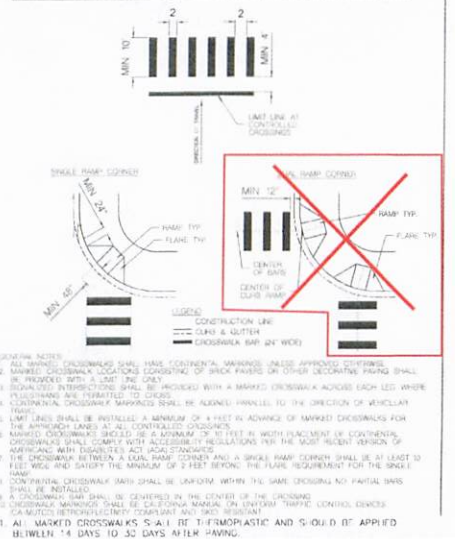 2 2
MIN 10'
MIN 4'
LIMIT LINE AT
CONTROLLED
CROSSINGS
DIRECTION OF TRAVEL
SINGLE RAMP CORNER
DUAL RAMP CORNER
MIN 24"
RAMP TYP.
FLARE TYP
MIN 48"
MIN 12"
RAMP TYP.
FLARE TYP
CENTER
OF BARS
CENTER OF
CURB RAMP
LEGEND
CONSTRUCTION LINE
CURB & GUTTER
CROSSWALK BAR (24" WIDE)
GENERAL NOTES
ALL MARKED CROSSWALKS SHALL HAVE CONTINENTAL MARKINGS UNLESS APPROVED OTHERWISE.
2. MARKED CROSSWALK LOCATIONS CONSISTING OF BRICK PAVERS OR OTHER DECORATIVE PAVING SHALL
BE PROVIDED WITH A LIMIT LINE ONLY
SIGNALIZED INTERSECTIONS SHALL BE PROVIDED WITH A MARKED CROSSWALK ACROSS EACH LEG WHERE
PEDESTRIANS ARE PERMITTED TO CROSS
CONTINENTAL CROSSWALK MARKINGS SHALL BE ALIGNED PARALLEL TO THE DIRECTION OF VEHICULAR
TRAVEL
LIMIT LINES SHALL BE INSTALLED A MINIMUM OF 4 FEET IN ADVANCE OF MARKED CROSSWALKS FOR
THE APPROACH LANES AT ALL CONTROLLED CROSSINGS
MARKED CROSSWALKS SHOULD BE A MINIMUM OF 10 FEET IN WIDTH PLACEMENT OF CONTINENTAL
CROSSWALKS SHALL COMPLY WITH ACCESSIBILITY REGULATIONS PER THE MOST RECENT VERSION OF
AMERICANS WITH DISABILITIES ACT (ADA) STANDARDS
THE CROSSWALK BETWEEN A DUAL RAMP CORNER AND A SINGLE RAMP CORNER SHALL BE AT LEAST 12
FEET WIDE AND SATISFY THE MINIMUM OF 2 FEET BEYOND THE FLARE REQUIREMENT FOR THE SINGLE
RAMP
CONTINENTAL CROSSWALK BARS SHALL BE UNIFORM WITHIN THE SAME CROSSING NO PARTIAL BARS
SHALL BE INSTALLED
A CROSSWALK BAR SHALL BE CENTERED IN THE CENTER OF THE CROSSING
CROSSWALK MARKINGS SHALL BE CALIFORNIA MANUAL ON UNIFORM TRAFFIC CONTROL DEVICES
(CA-MUTCD) RETROREFLECTIVITY COMPLIANT AND SKID RESISTANT
ALL MARKED CROSSWALKS SHALL BE THERMOPLASTIC AND SHOULD BE APPLIED
BETWEEN 14 DAYS TO 30 DAYS AFTER PAVING.